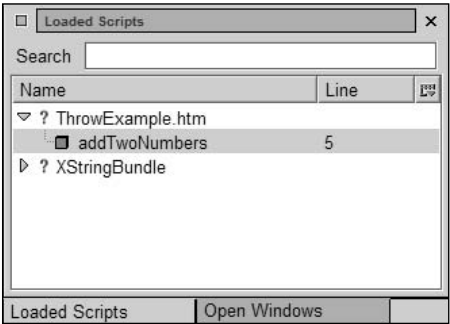 Loaded Scripts
Search
Name Line
? ThrowExample.htm
addTwoNumbers 5
? XStringBundle
Loaded Scripts Open Windows